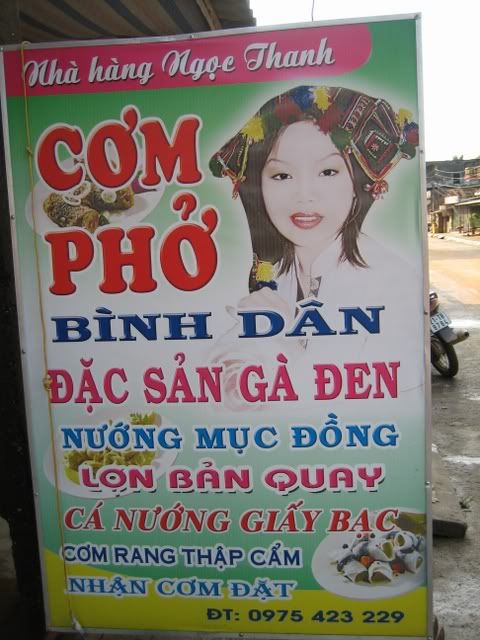 Nhà hàng Ngọc Thanh
CƠM
PHỞ
BÌNH DÂN
ĐẶC SẢN GÀ ĐEN
NƯỚNG MỤC ĐỒNG
LỢN BẢN QUAY
CÁ NƯỚNG GIẤY BẠC
CƠM RANG THẬP CẨM
NHẬN CƠM ĐẶT
ĐT: 0975 423 229